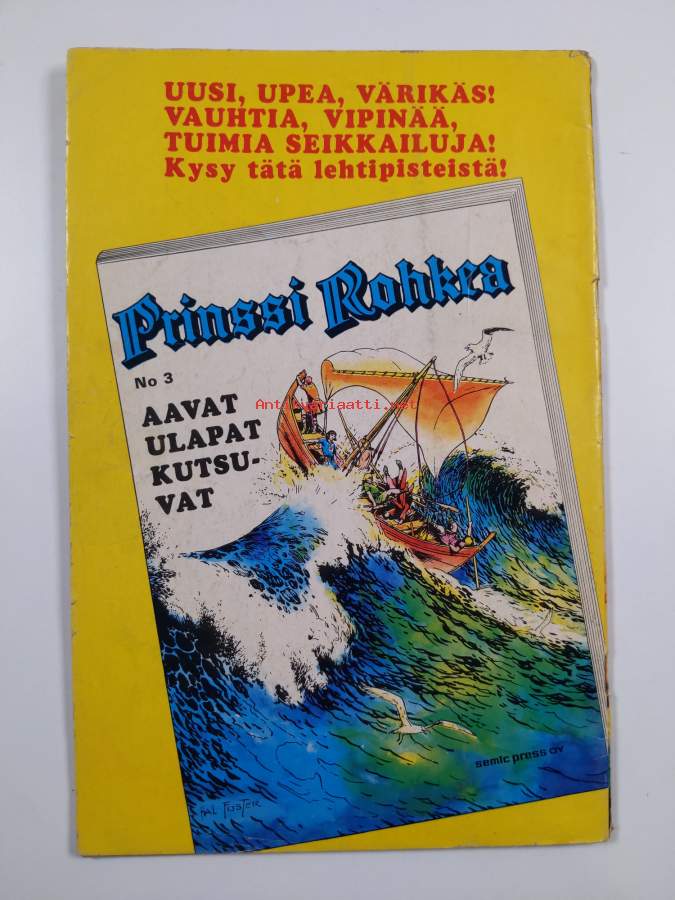 UUSI, UPEA, VÄRIKÄS!
VAUHTIA, VIPINÄÄ,
TUIMIA SEIKKAILUJA!
Kysy tätä lehtipisteistä!
Prinssi Rohkea
No 3
AAVAT
ULAPAT
KUTSU-
VAT
Antikvariaatti.net
semic press oy
HAL FOSTER